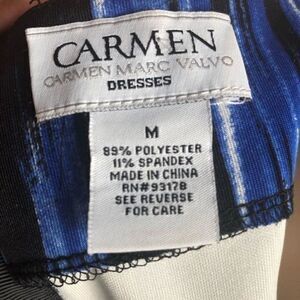 CARMEN
CARMEN MARC VALVO
DRESSES
M
89% POLYESTER
11% SPANDEX
MADE IN CHINA
RN#93178
SEE REVERSE
FOR CARE